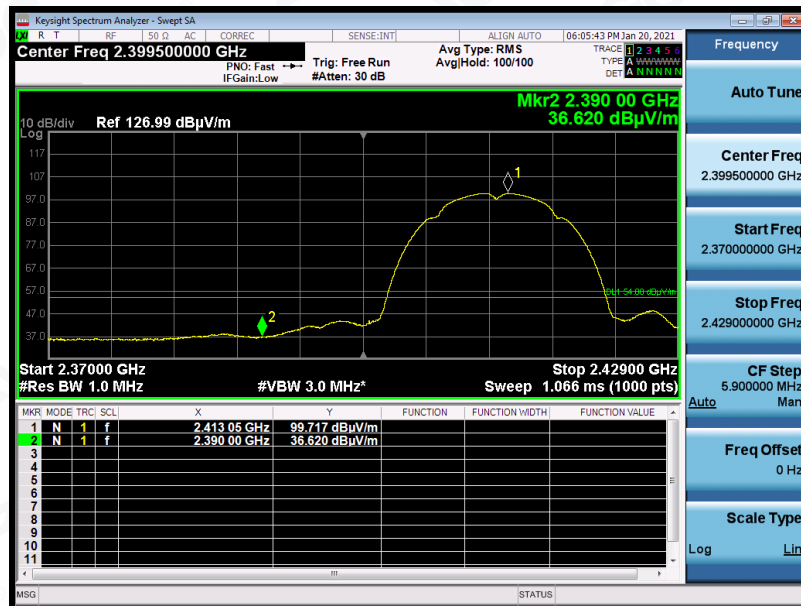 Keysight Spectrum Analyzer - Swept SA
LXI R T RF 50 Ω AC CORREC SENSE:INT ALIGN AUTO 06:05:43 PM Jan 20, 2021
Center Freq 2.399500000 GHz
PNO: Fast
IFGain:Low
Trig: Free Run
#Atten: 30 dB
Avg Type: RMS
Avg|Hold: 100/100
TRACE 1 2 3 4 5 6
TYPE A WWWWW
DET A N N N N N
Mkr2 2.390 00 GHz
36.620 dBµV/m
10 dB/div Ref 126.99 dBµV/m
Log
117
107
97.0
87.0
77.0
67.0
57.0
47.0
37.0
1
2
DL1 54.00 dBµV/m
Start 2.37000 GHz Stop 2.42900 GHz
#Res BW 1.0 MHz #VBW 3.0 MHz* Sweep 1.066 ms (1000 pts)
MKR MODE TRC SCL X Y FUNCTION FUNCTION WIDTH FUNCTION VALUE
1 N 1 f 2.413 05 GHz 99.717 dBµV/m
2 N 1 f 2.390 00 GHz 36.620 dBµV/m
3
4
5
6
7
8
9
10
11
MSG STATUS
Frequency
Auto Tune
Center Freq
2.399500000 GHz
Start Freq
2.370000000 GHz
Stop Freq
2.429000000 GHz
CF Step
5.900000 MHz
Auto Man
Freq Offset
0 Hz
Scale Type
Log Lin